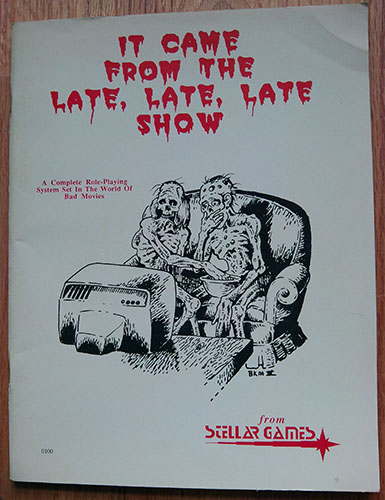 IT CAME
FROM THE
LATE, LATE, LATE
SHOW
A Complete Role-Playing
System Set In The World Of
Bad Movies
BKM III
from
STELLAR GAMES
0100